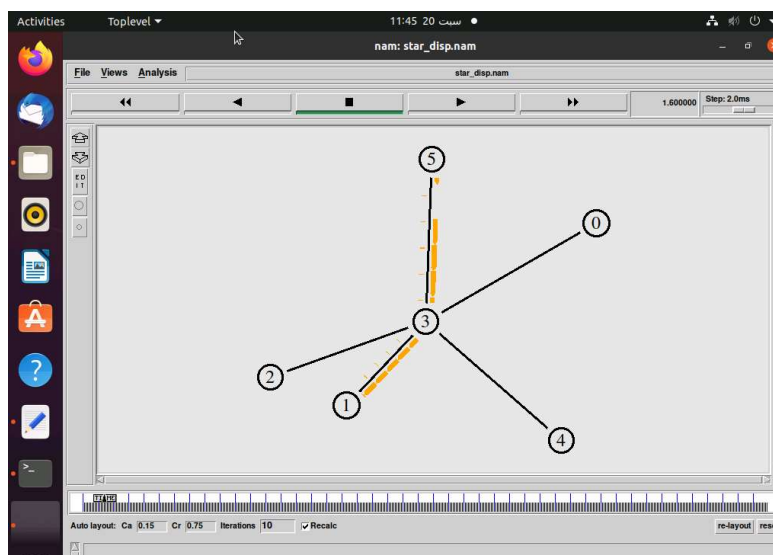 Activities Toplevel 11:45 20 سبت
nam: star_disp.nam
File Views Analysis star_disp.nam
1.600000 Step: 2.0ms
E D
I T
5
0
3
2
1
4
TIME
Auto layout: Ca 0.15 Cr 0.75 Iterations 10 Recalc re-layout rese